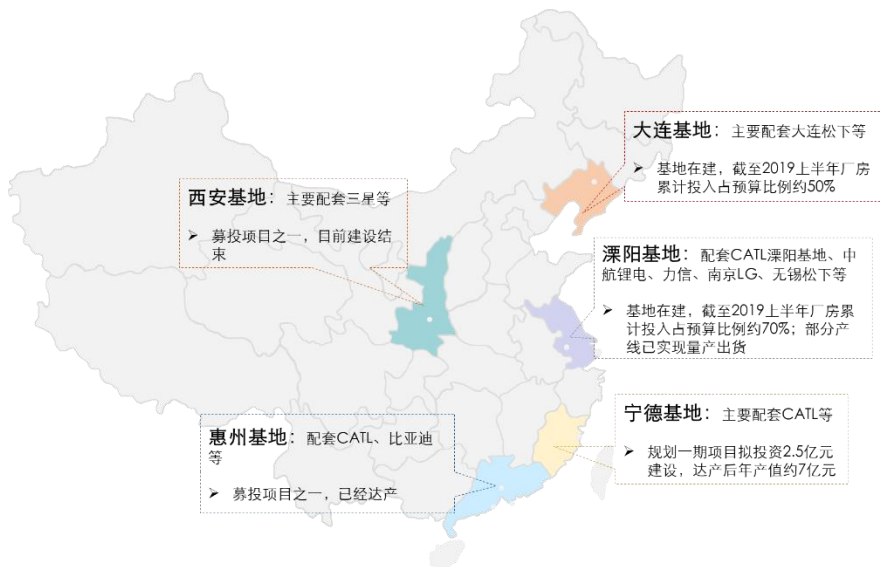 大连基地：主要配套大连松下等
➢ 基地在建，截至2019上半年厂房
累计投入占预算比例约50%
西安基地：主要配套三星等
➢ 募投项目之一，目前建设结
束
溧阳基地：配套CATL溧阳基地、中
航锂电、力信、南京LG、无锡松下等
➢ 基地在建，截至2019上半年厂房累
计投入占预算比例约70%；部分产
线已实现量产出货
宁德基地：主要配套CATL等
➢ 规划一期项目拟投资2.5亿元
建设，达产后年产值约7亿元
惠州基地：配套CATL、比亚迪
等
➢ 募投项目之一，已经达产